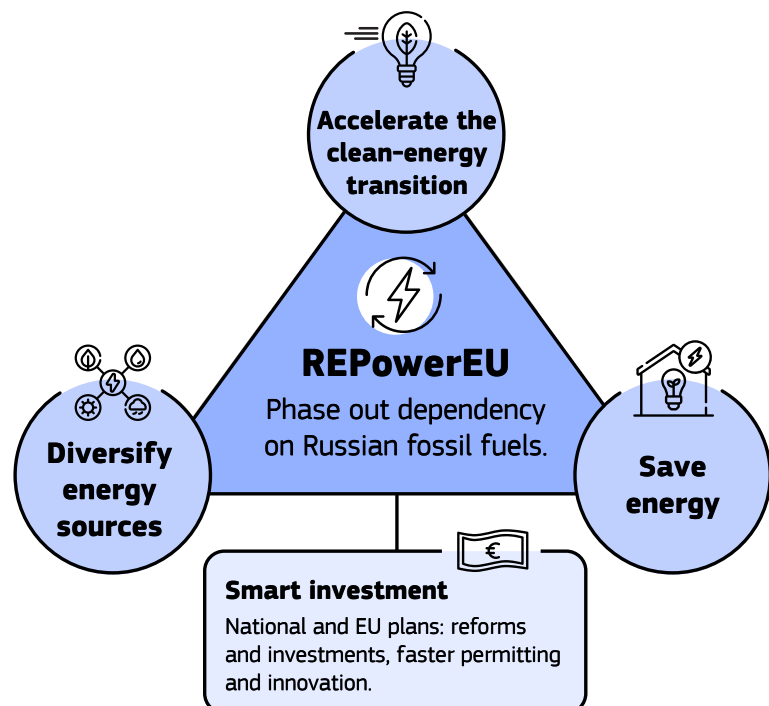 Accelerate the
clean-energy
transition
REPowerEU
Phase out dependency
on Russian fossil fuels.
Diversify
energy
sources
Save
energy
€
Smart investment
National and EU plans: reforms
and investments, faster permitting
and innovation.